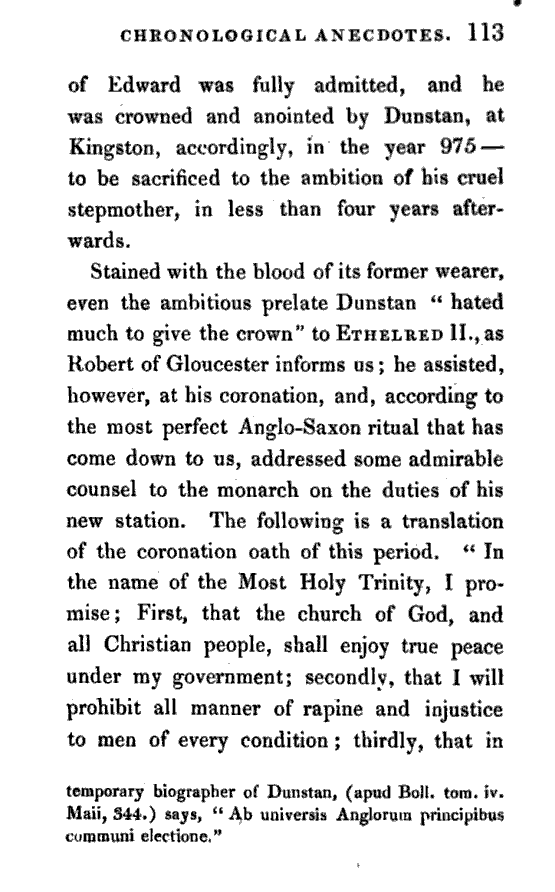 CHRONOLOGICAL ANECDOTES. 113
of Edward was fully admitted, and he
was crowned and anointed by Dunstan, at
Kingston, accordingly, in the year 975—
to be sacrificed to the ambition of his cruel
stepmother, in less than four years after-
wards.
Stained with the blood of its former wearer,
even the ambitious prelate Dunstan “ hated
much to give the crown” to ETHELRED II., as
Robert of Gloucester informs us; he assisted,
however, at his coronation, and, according to
the most perfect Anglo-Saxon ritual that has
come down to us, addressed some admirable
counsel to the monarch on the duties of his
new station. The following is a translation
of the coronation oath of this period. “ In
the name of the Most Holy Trinity, I pro-
mise; First, that the church of God, and
all Christian people, shall enjoy true peace
under my government; secondly, that I will
prohibit all manner of rapine and injustice
to men of every condition; thirdly, that in
temporary biographer of Dunstan, (apud Boll. tom. iv.
Maii, 344.) says, “ Ab universis Anglorum principibus
communi electione.”